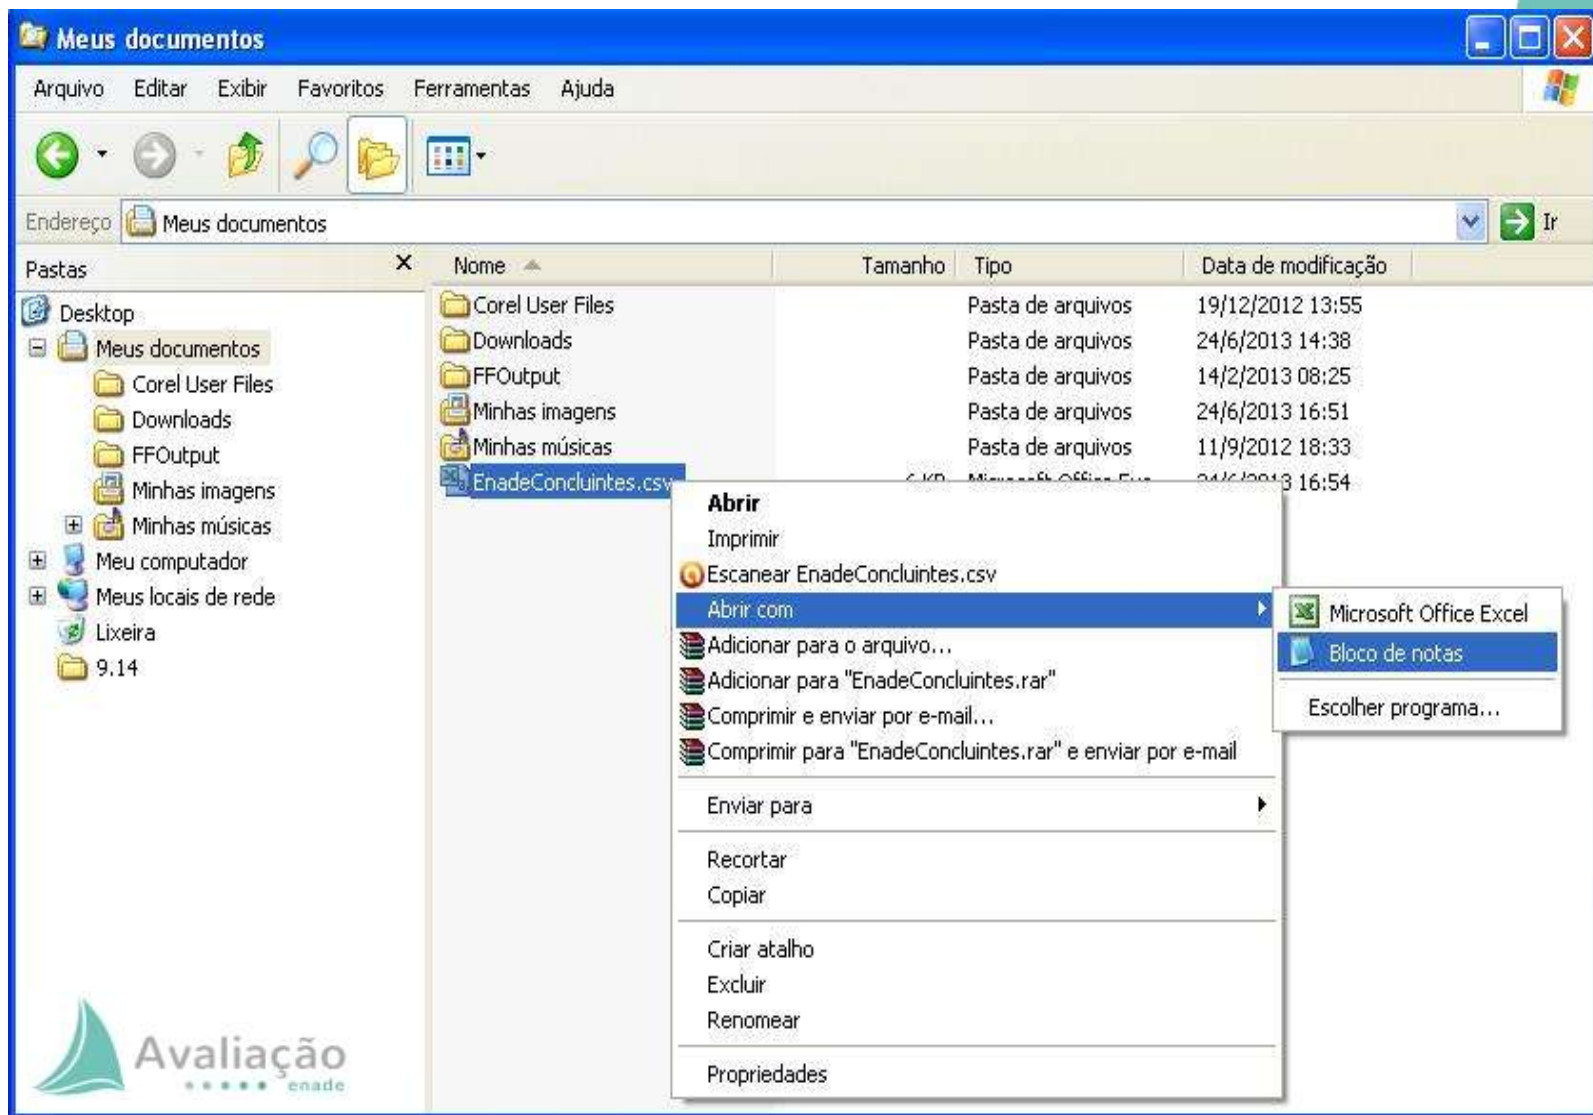 Meus documentos
Arquivo Editar Exibir Favoritos Ferramentas Ajuda
Endereço Meus documentos Ir
Pastas X Nome Tamanho Tipo Data de modificação
Desktop
Meus documentos
Corel User Files
Downloads
FFOutput
Minhas imagens
Minhas músicas
Meu computador
Meus locais de rede
Lixeira
9.14
Corel User Files Pasta de arquivos 19/12/2012 13:55
Downloads Pasta de arquivos 24/6/2013 14:38
FFOutput Pasta de arquivos 14/2/2013 08:25
Minhas imagens Pasta de arquivos 24/6/2013 16:51
Minhas músicas Pasta de arquivos 11/9/2012 18:33
EnadeConcluintes.csv 6 KB Microsoft Office 24/6/2013 16:54
Abrir
Imprimir
Escanear EnadeConcluintes.csv
Abrir com
Adicionar para o arquivo...
Adicionar para "EnadeConcluintes.rar"
Comprimir e enviar por e-mail...
Comprimir para "EnadeConcluintes.rar" e enviar por e-mail
Enviar para
Recortar
Copiar
Criar atalho
Excluir
Renomear
Propriedades
Microsoft Office Excel
Bloco de notas
Escolher programa...
Avaliação
enade